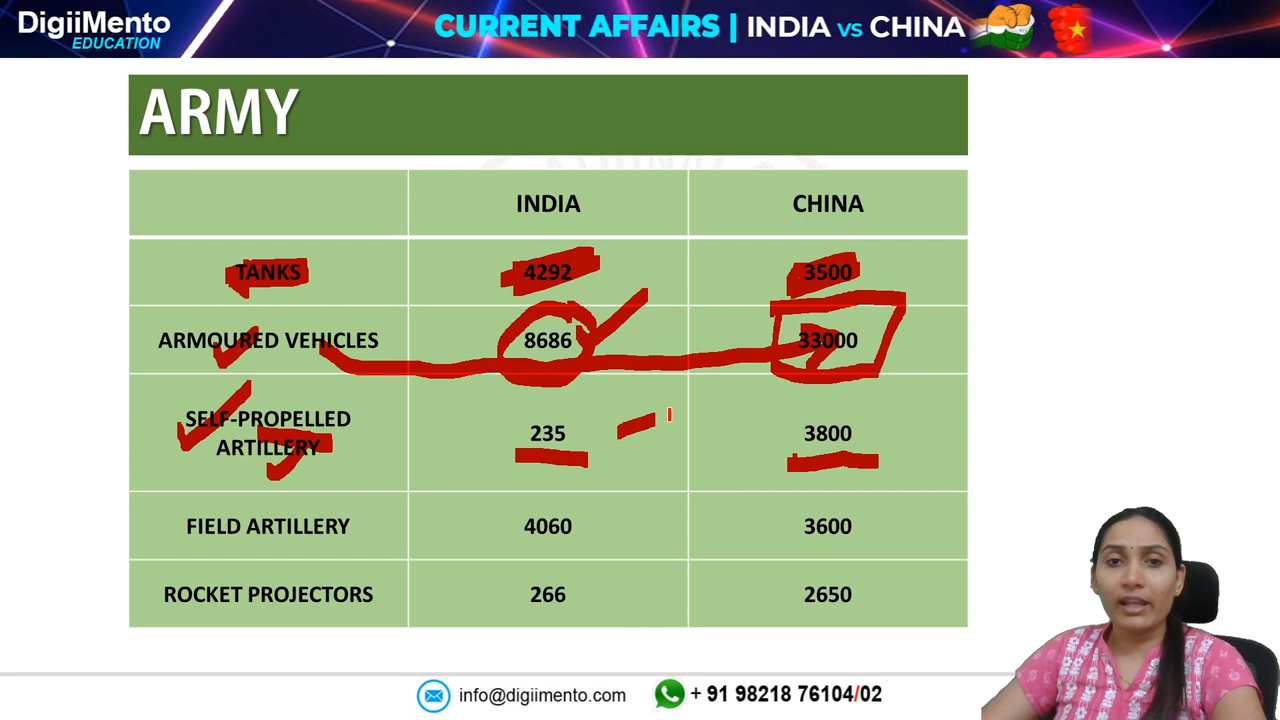 DigiiMento
EDUCATION
CURRENT AFFAIRS | INDIA vs CHINA
ARMY
INDIA CHINA
TANKS 4292 3500
ARMOURED VEHICLES 8686 33000
SELF-PROPELLED
ARTILLERY 235 3800
FIELD ARTILLERY 4060 3600
ROCKET PROJECTORS 266 2650
info@digiimento.com + 91 98218 76104/02